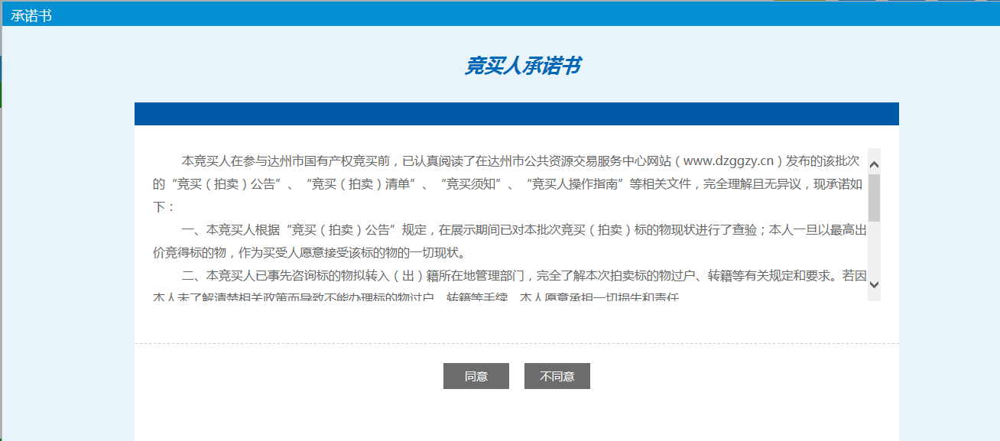 承诺书
竞买人承诺书
本竞买人在参与达州市国有产权竞买前，已认真阅读了在达州市公共资源交易服务中心网站（www.dzggzy.cn）发布的该批次
的“竞买（拍卖）公告”、“竞买（拍卖）清单”、“竞买须知”、“竞买人操作指南”等相关文件，完全理解且无异议，现承诺如
下：
一、本竞买人根据“竞买（拍卖）公告”规定，在展示期间已对本批次竞买（拍卖）标的物现状进行了查验；本人一旦以最高出
价竞得标的物，作为买受人愿意接受该标的物的一切现状。
二、本竞买人已事先咨询标的物拟转入（出）籍所在地管理部门，完全了解本次拍卖标的物过户、转籍等有关规定和要求。若因
本人未了解清楚相关政策而导致不能办理标的物过户、转籍等手续，本人愿意承担一切损失和责任
同意
不同意